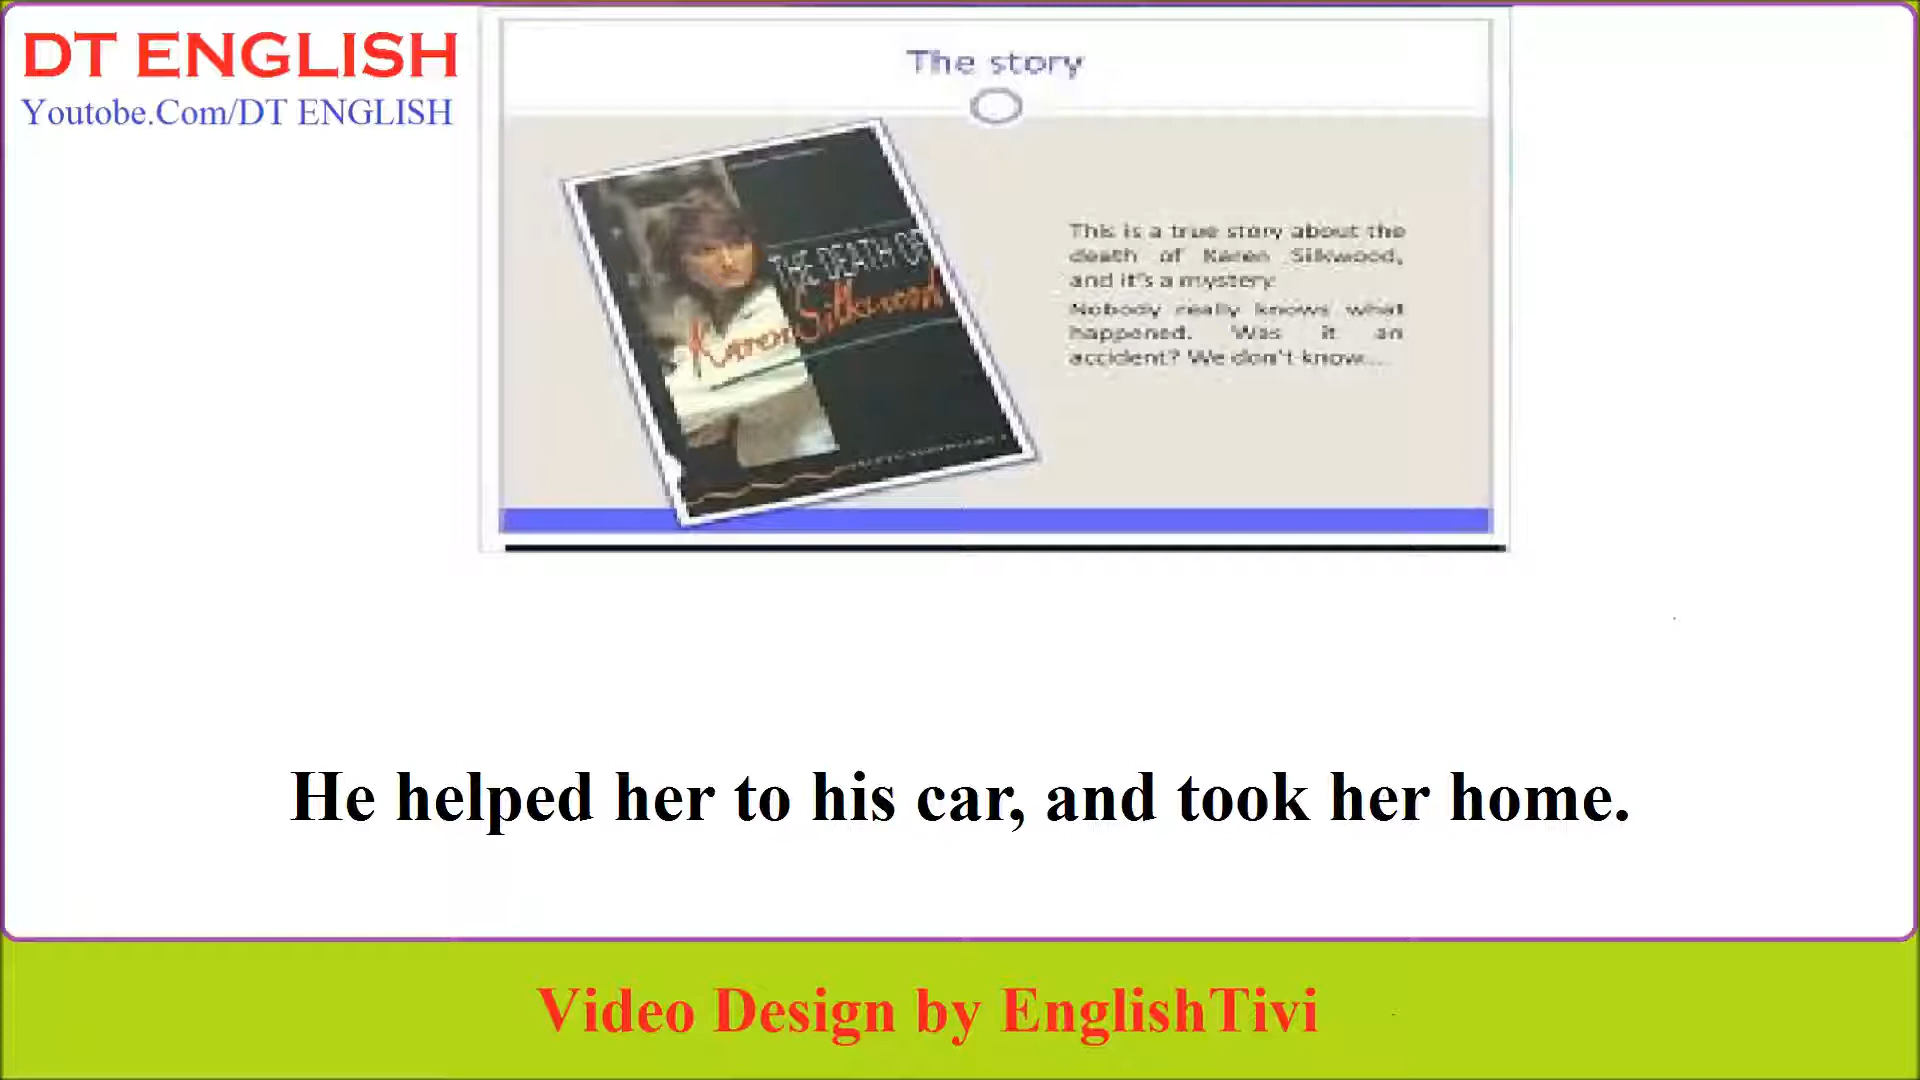 DT ENGLISH
Youtobe.Com/DT ENGLISH
The story
THE DEATH OF
Karen Silkwood
This is a true story about the
death of Karen Silkwood,
and it's a mystery.
Nobody really knows what
happened. Was it an
accident? We don't know...
He helped her to his car, and took her home.
Video Design by EnglishTivi